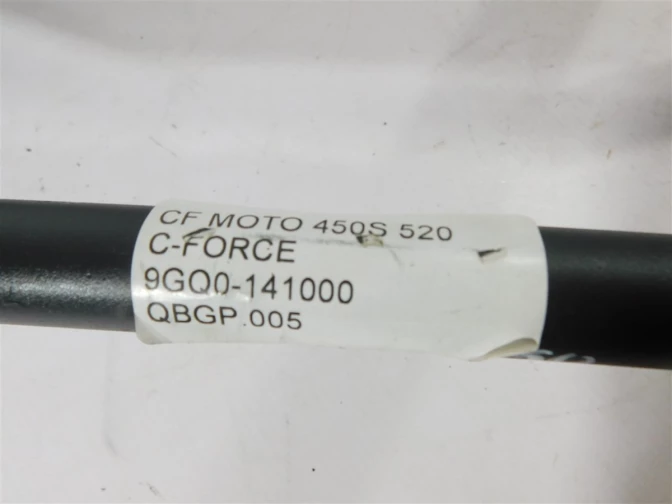 CF MOTO 450S 520
C-FORCE
9GQ0-141000
QBGP.005